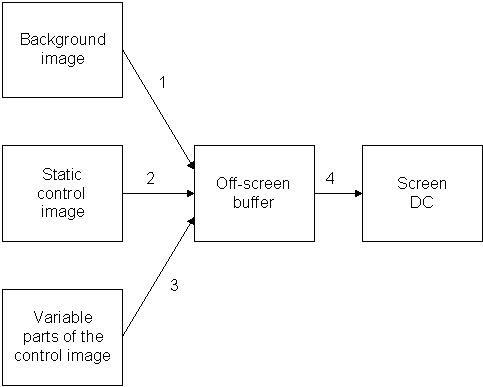 Background
image
1
Static
control
image
2
Off-screen
buffer
4
Screen
DC
3
Variable
parts of the
control image